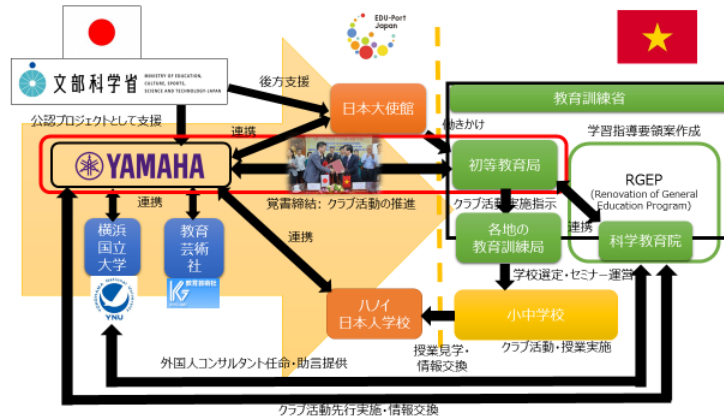 EDU-Port
Japan
文部科学省
MINISTRY OF EDUCATION,
CULTURE, SPORTS,
SCIENCE AND TECHNOLOGY-JAPAN
後方支援
日本大使館
教育訓練省
公認プロジェクトとして支援
連携
働きかけ
学習指導要領案作成
YAMAHA
初等教育局
RGEP
(Renovation of General
Education Program)
覚書締結: クラブ活動の推進
クラブ活動実施指示
連携
連携
連携
横浜
国立
大学
教育
芸術
社
各地の
教育訓練局
科学教育院
YNU
教育芸術社
学校選定・セミナー運営
ハノイ
日本人学校
小中学校
授業見学・
情報交換
クラブ活動・授業実施
外国人コンサルタント任命・助言提供
クラブ活動先行実施・情報交換